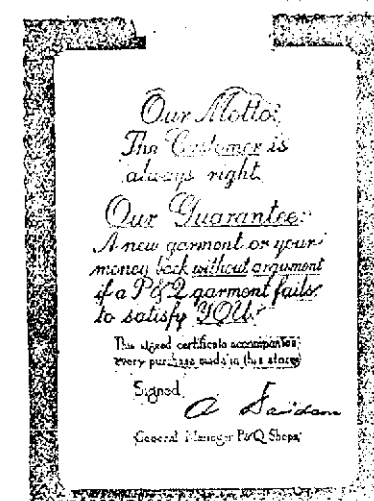 Our Motto:
The Customer is
always right
Our Guarantee:
A new garment or your
money back without argument
if a P&Q garment fails
to satisfy YOU!
This signed certificate accompanies
every purchase made in this store
Signed
General Manager P&Q Shops